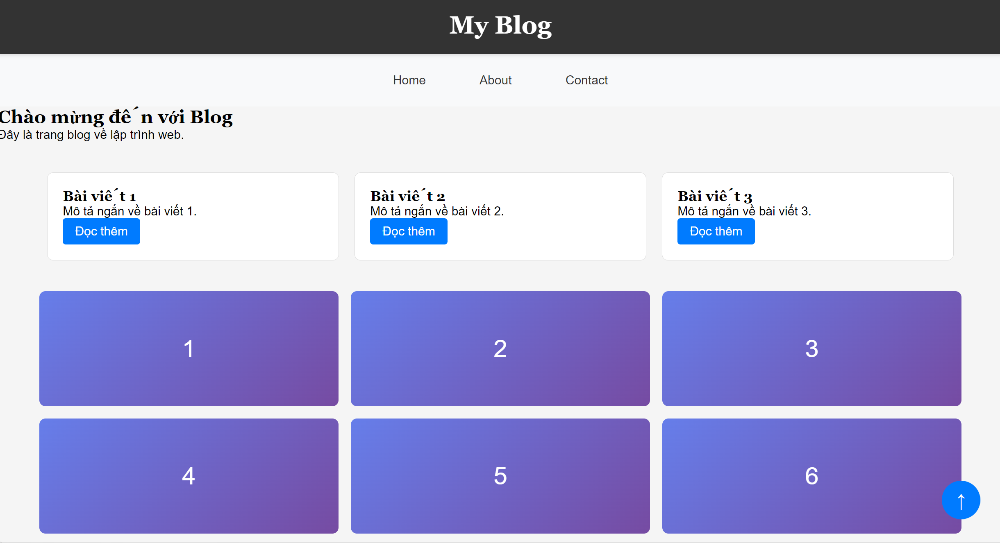 My Blog
Home About Contact
Chào mừng đến với Blog
Đây là trang blog về lập trình web.
Bài viết 1
Mô tả ngắn về bài viết 1.
Đọc thêm
Bài viết 2
Mô tả ngắn về bài viết 2.
Đọc thêm
Bài viết 3
Mô tả ngắn về bài viết 3.
Đọc thêm
1
2
3
4
5
6
↑